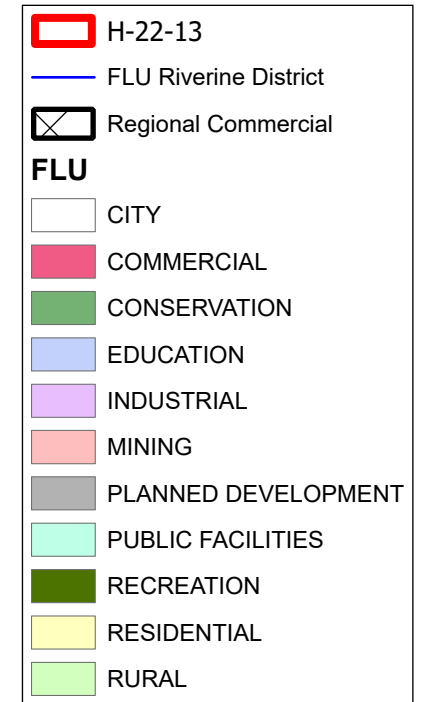 H-22-13
FLU Riverine District
Regional Commercial
FLU
CITY
COMMERCIAL
CONSERVATION
EDUCATION
INDUSTRIAL
MINING
PLANNED DEVELOPMENT
PUBLIC FACILITIES
RECREATION
RESIDENTIAL
RURAL